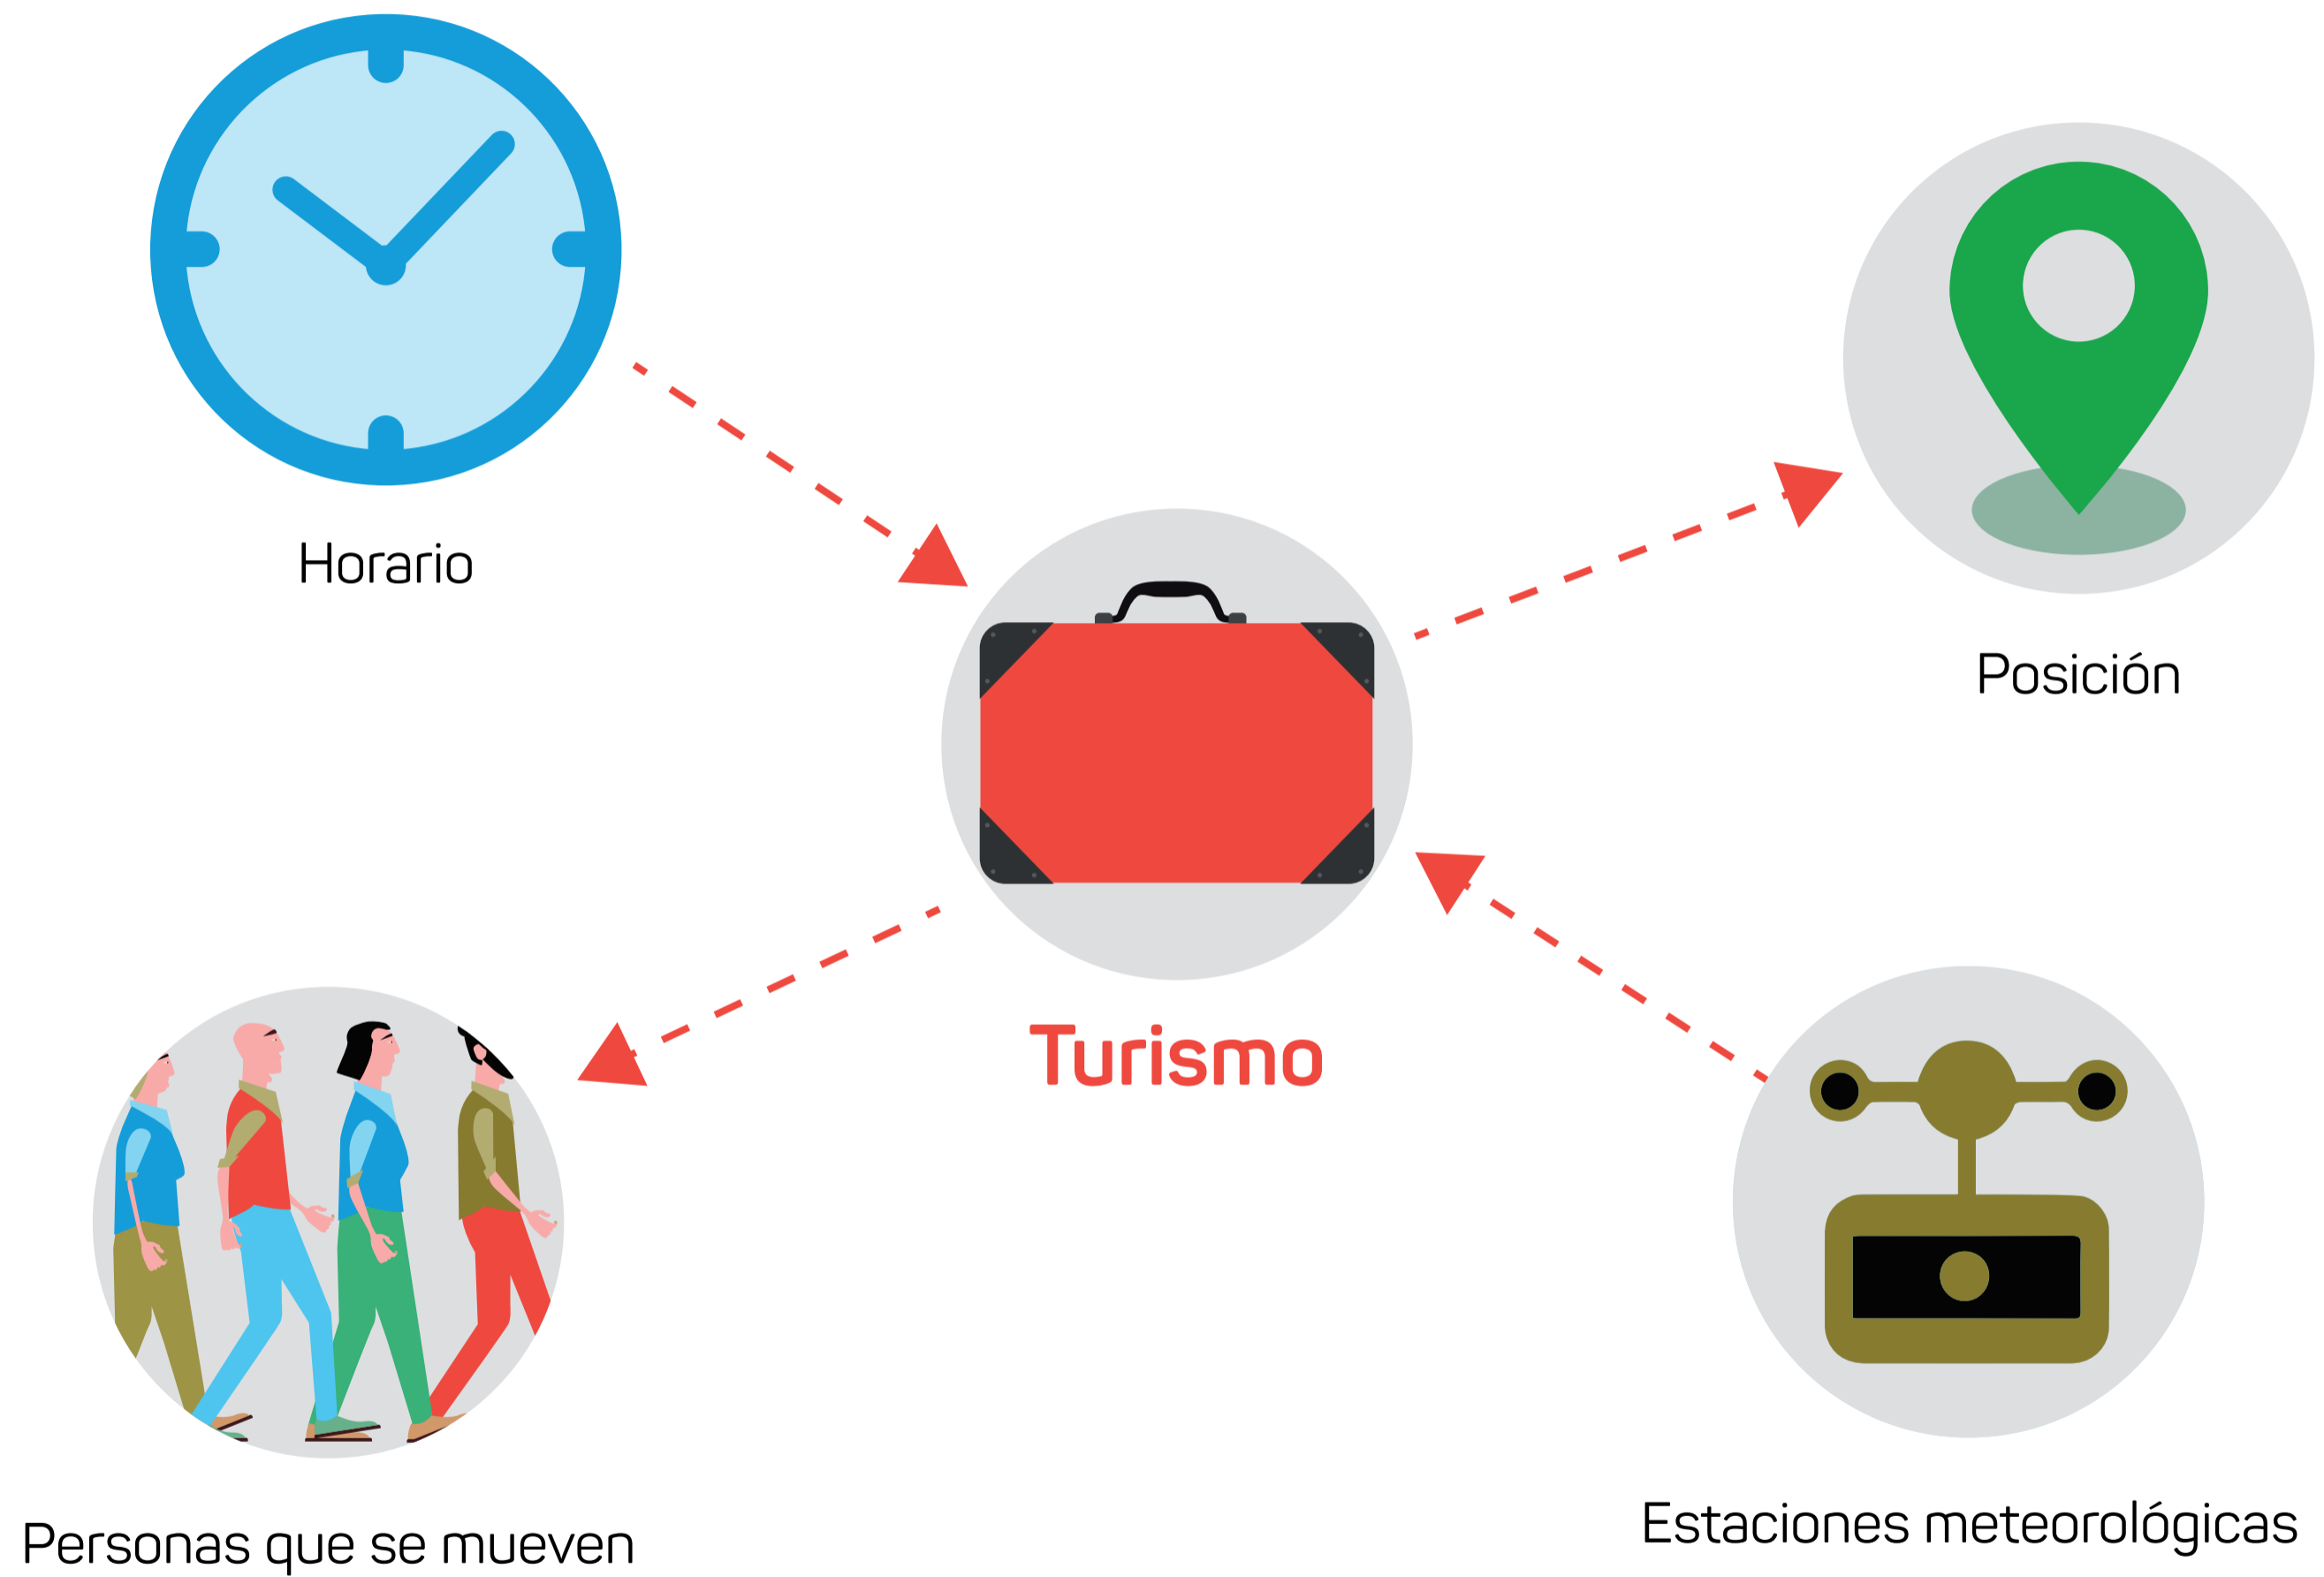 Horario
Posición
Turismo
Personas que se mueven
Estaciones meteorológicas